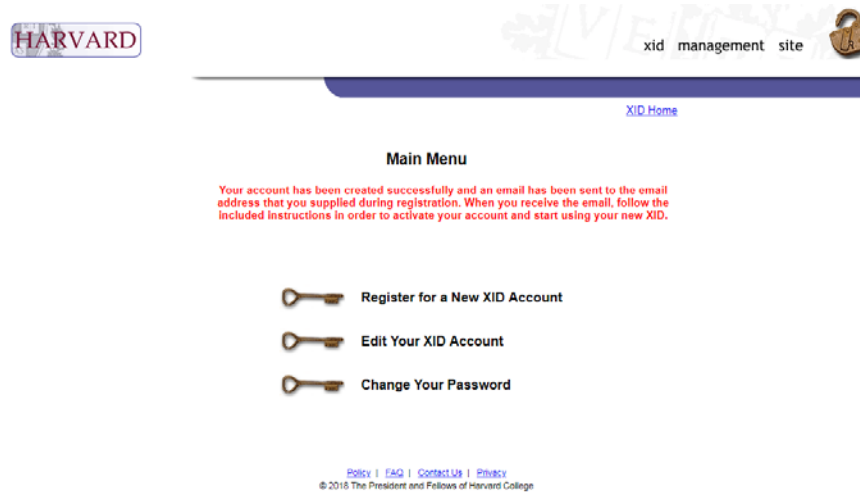 HARVARD
xid management site
XID Home
Main Menu
Your account has been created successfully and an email has been sent to the email
address that you supplied during registration. When you receive the email, follow the
included instructions in order to activate your account and start using your new XID.
Register for a New XID Account
Edit Your XID Account
Change Your Password
Policy | FAQ | Contact Us | Privacy
© 2018 The President and Fellows of Harvard College